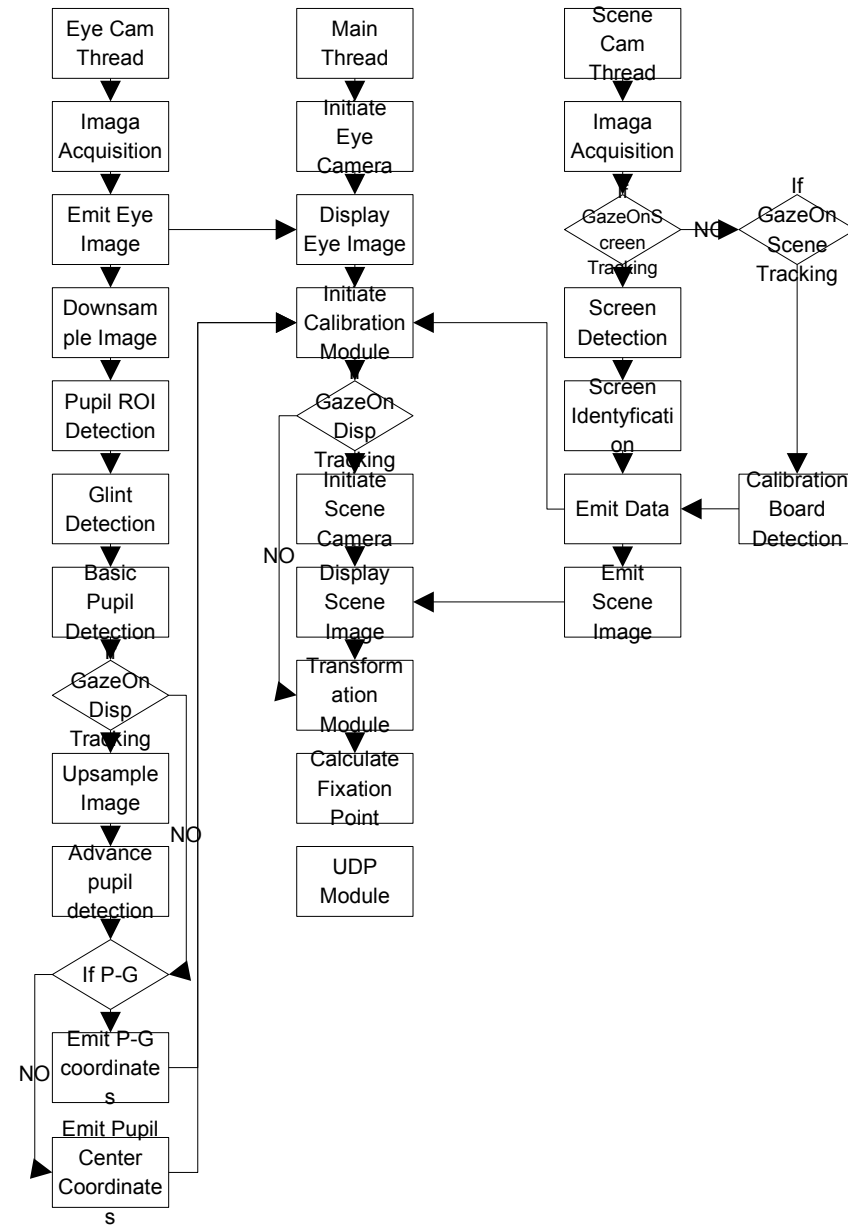 Eye Cam
Thread
Imaga
Acquisition
Emit Eye
Image
Downsam
ple Image
Pupil ROI
Detection
Glint
Detection
Basic
Pupil
Detection
If
GazeOn
Disp
Tracking
NO
Upsample
Image
Advance
pupil
detection
If P-G
NO
Emit P-G
coordinate
s
Emit Pupil
Center
Coordinate
s
Main
Thread
Initiate
Eye
Camera
Display
Eye Image
Initiate
Calibration
Module
If
GazeOn
Disp
Tracking
NO
Initiate
Scene
Camera
Display
Scene
Image
Transform
ation
Module
Calculate
Fixation
Point
UDP
Module
Scene
Cam
Thread
Imaga
Acquisition
If
GazeOnS
creen
Tracking
NO
If
GazeOn
Scene
Tracking
Screen
Detection
Screen
Identyficati
on
Emit Data
Calibration
Board
Detection
Emit
Scene
Image